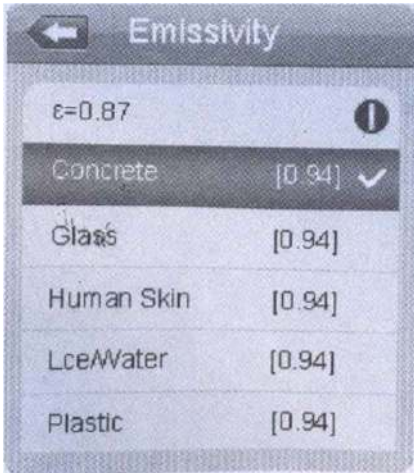 Emissivity
ε=0.87
Concrete [0.94]
Glass [0.94]
Human Skin [0.94]
Lce/Water [0.94]
Plastic [0.94]